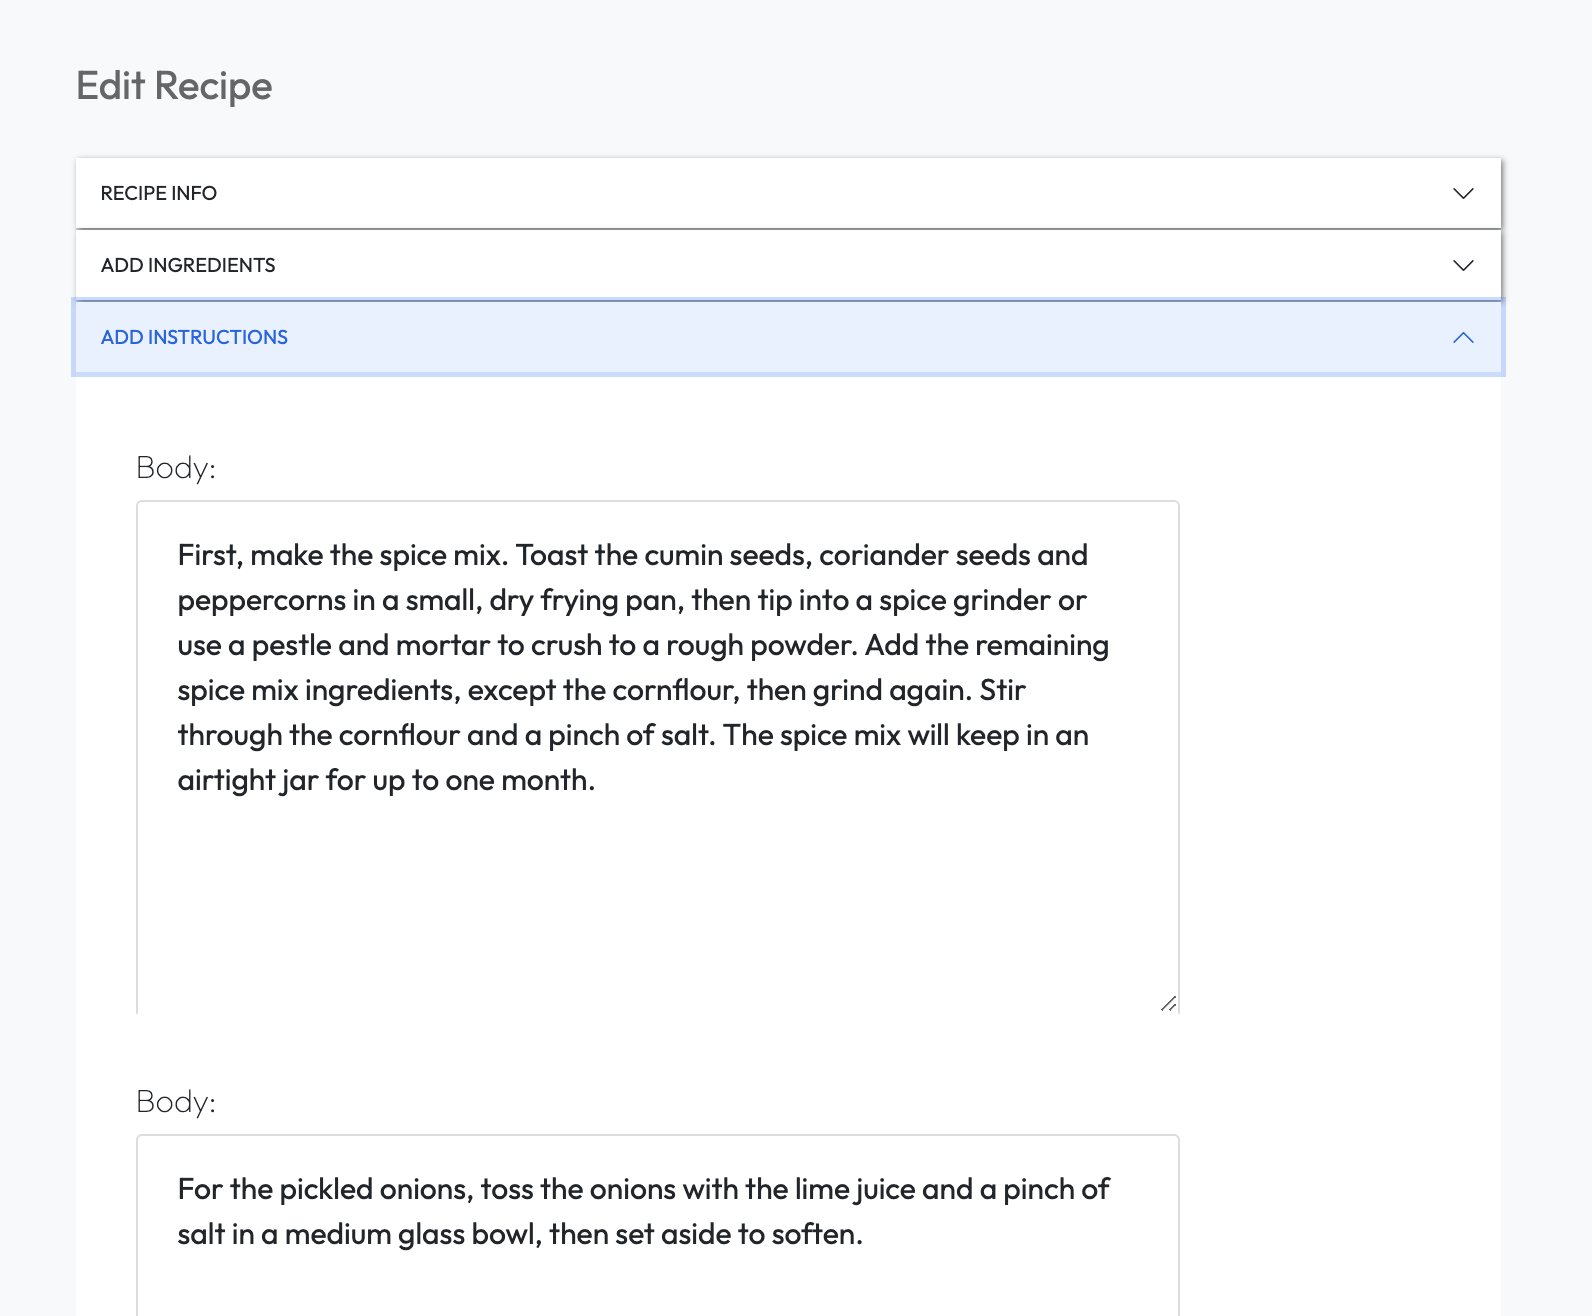 Edit Recipe
RECIPE INFO
ADD INGREDIENTS
ADD INSTRUCTIONS
Body:
First, make the spice mix. Toast the cumin seeds, coriander seeds and
peppercorns in a small, dry frying pan, then tip into a spice grinder or
use a pestle and mortar to crush to a rough powder. Add the remaining
spice mix ingredients, except the cornflour, then grind again. Stir
through the cornflour and a pinch of salt. The spice mix will keep in an
airtight jar for up to one month.
Body:
For the pickled onions, toss the onions with the lime juice and a pinch of
salt in a medium glass bowl, then set aside to soften.